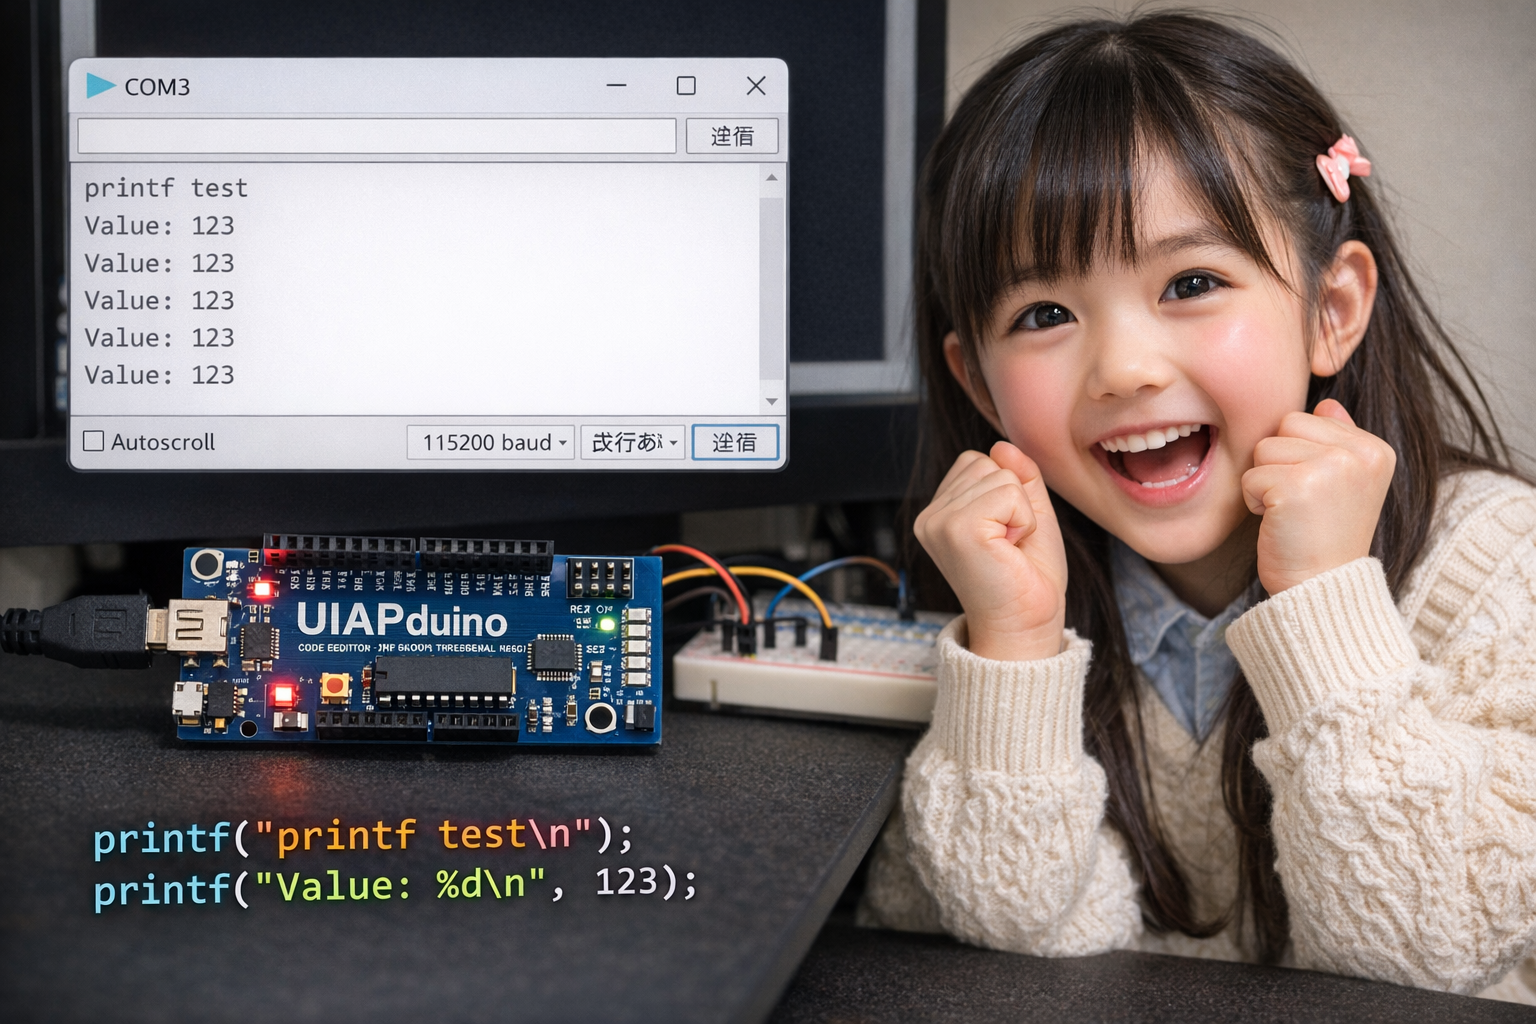 COM3
printf test
Value: 123
Value: 123
Value: 123
Value: 123
Value: 123
Autoscroll
115200 baud
UIAPduino
printf("printf test\n");
printf("Value: %d\n", 123);